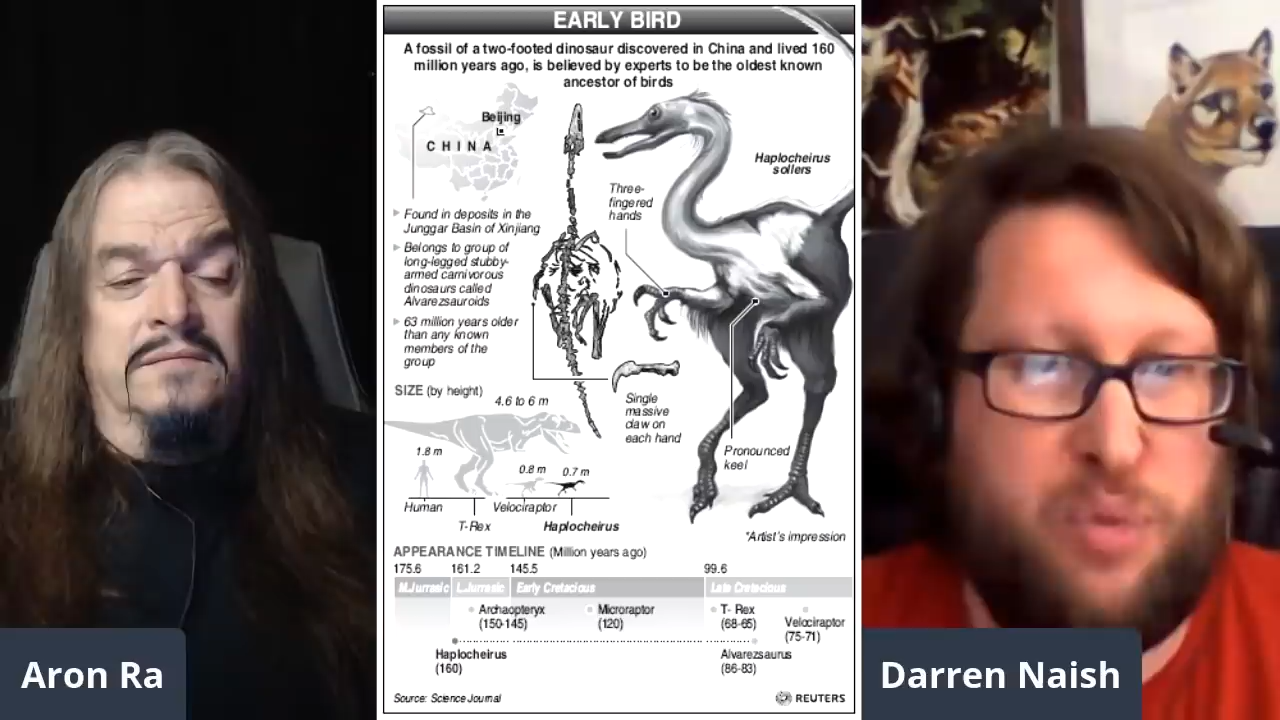 EARLY BIRD
A fossil of a two-footed dinosaur discovered in China and lived 160
million years ago, is believed by experts to be the oldest known
ancestor of birds
Beijing
CHINA
Haplocheirus
sollers
Three-
fingered
hands
Found in deposits in the
Junggar Basin of Xinjiang
Belongs to group of
long-legged stubby-
armed carnivorous
dinosaurs called
Alvarezsauroids
63 million years older
than any known
members of the
group
SIZE (by height)
4.6 to 6 m
1.8 m
0.8 m
0.7 m
Human
T-Rex
Velociraptor
Haplocheirus
Single
massive
claw on
each hand
Pronounced
keel
*Artist's impression
APPEARANCE TIMELINE (Million years ago)
175.6 161.2 145.5 99.6
M.Jurrasic L.Jurrasic Early Cretacious Late Cretacious
Archaopteryx
(150-145)
Microraptor
(120)
T- Rex
(68-65)
Velociraptor
(75-71)
Haplocheirus
(160)
Alvarezsaurus
(86-83)
Source: Science Journal
REUTERS
Aron Ra
Darren Naish